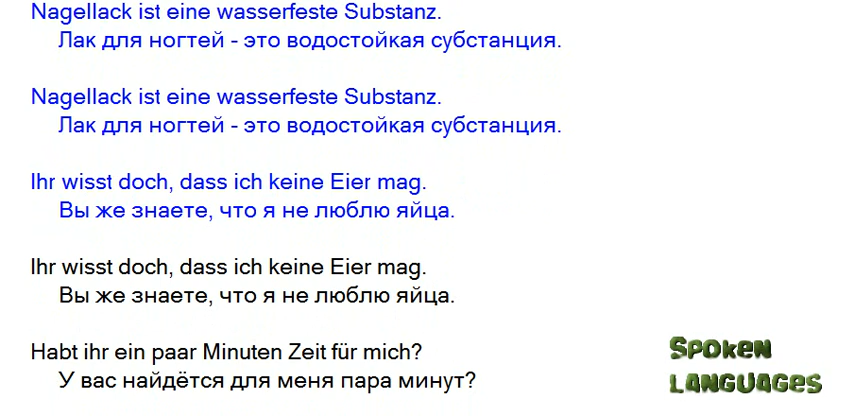 Nagellack ist eine wasserfeste Substanz.
Лак для ногтей - это водостойкая субстанция.
Nagellack ist eine wasserfeste Substanz.
Лак для ногтей - это водостойкая субстанция.
Ihr wisst doch, dass ich keine Eier mag.
Вы же знаете, что я не люблю яйца.
Ihr wisst doch, dass ich keine Eier mag.
Вы же знаете, что я не люблю яйца.
Habt ihr ein paar Minuten Zeit für mich?
У вас найдётся для меня пара минут?
Spoken
Languages